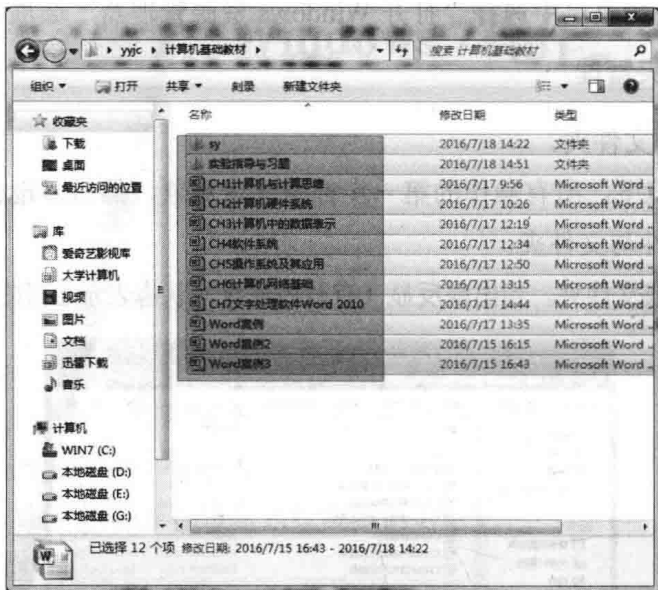 yyjc ▸ 计算机基础教材 ▸
搜索 计算机基础教材
组织 ▼ 打开 共享 ▼ 刻录 新建文件夹
名称 修改日期 类型
收藏夹
下载
桌面
最近访问的位置
库
爱奇艺影视库
大学计算机
视频
图片
文档
迅雷下载
音乐
计算机
WIN7 (C:)
本地磁盘 (D:)
本地磁盘 (E:)
本地磁盘 (G:)
sy 2016/7/18 14:22 文件夹
实验指导与习题 2016/7/18 14:51 文件夹
CH1计算机与计算思维 2016/7/17 9:56 Microsoft Word ..
CH2计算机硬件系统 2016/7/17 10:26 Microsoft Word ..
CH3计算机中的数据表示 2016/7/17 12:19 Microsoft Word ..
CH4软件系统 2016/7/17 12:34 Microsoft Word ..
CH5操作系统及其应用 2016/7/17 12:50 Microsoft Word ..
CH6计算机网络基础 2016/7/17 13:15 Microsoft Word ..
CH7文字处理软件Word 2010 2016/7/17 14:44 Microsoft Word ..
Word案例 2016/7/17 13:35 Microsoft Word ..
Word案例2 2016/7/15 16:15 Microsoft Word ..
Word案例3 2016/7/15 16:43 Microsoft Word ..
已选择 12 个项 修改日期: 2016/7/15 16:43 - 2016/7/18 14:22